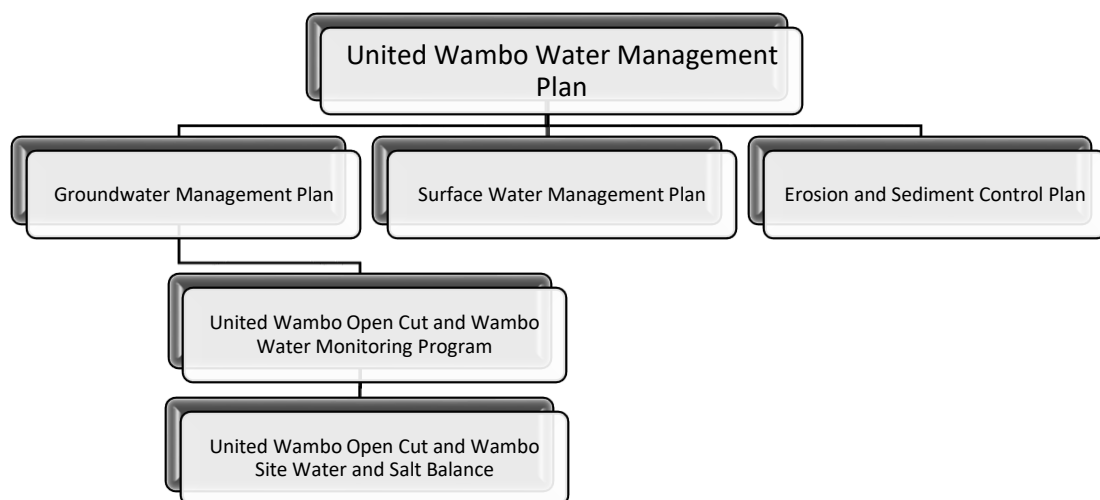 United Wambo Water Management
Plan
Groundwater Management Plan
Surface Water Management Plan
Erosion and Sediment Control Plan
United Wambo Open Cut and Wambo
Water Monitoring Program
United Wambo Open Cut and Wambo
Site Water and Salt Balance